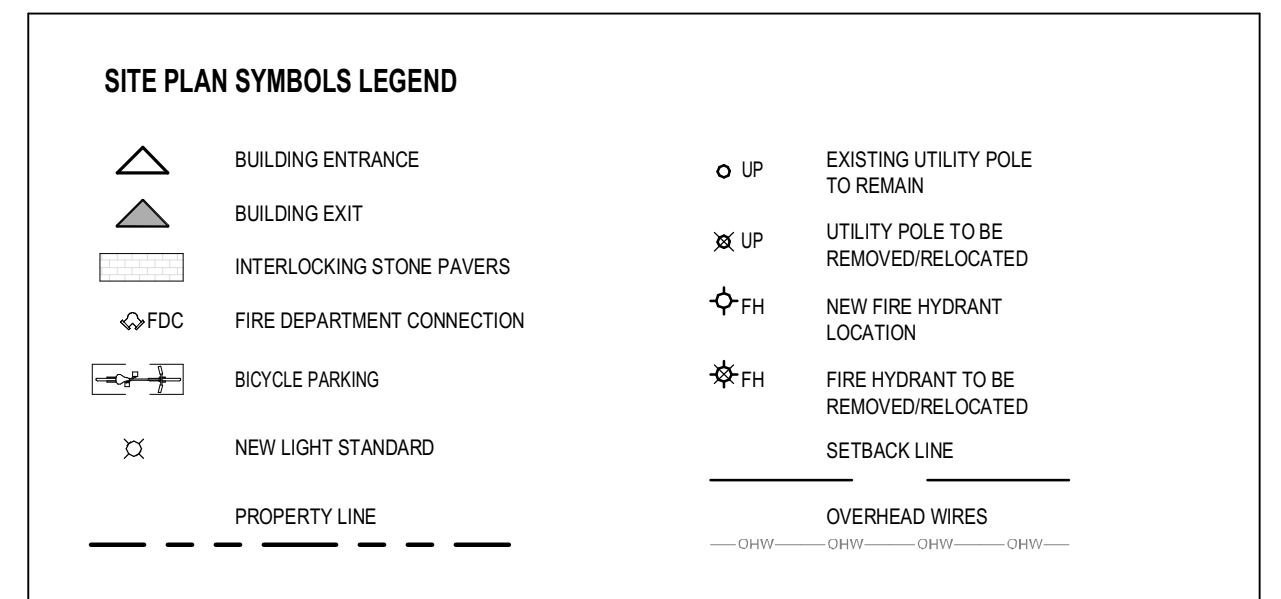 SITE PLAN SYMBOLS LEGEND
BUILDING ENTRANCE
BUILDING EXIT
INTERLOCKING STONE PAVERS
FDC FIRE DEPARTMENT CONNECTION
BICYCLE PARKING
NEW LIGHT STANDARD
PROPERTY LINE
UP EXISTING UTILITY POLE
TO REMAIN
UP UTILITY POLE TO BE
REMOVED/RELOCATED
FH NEW FIRE HYDRANT
LOCATION
FH FIRE HYDRANT TO BE
REMOVED/RELOCATED
SETBACK LINE
OVERHEAD WIRES
OHW OHW OHW OHW